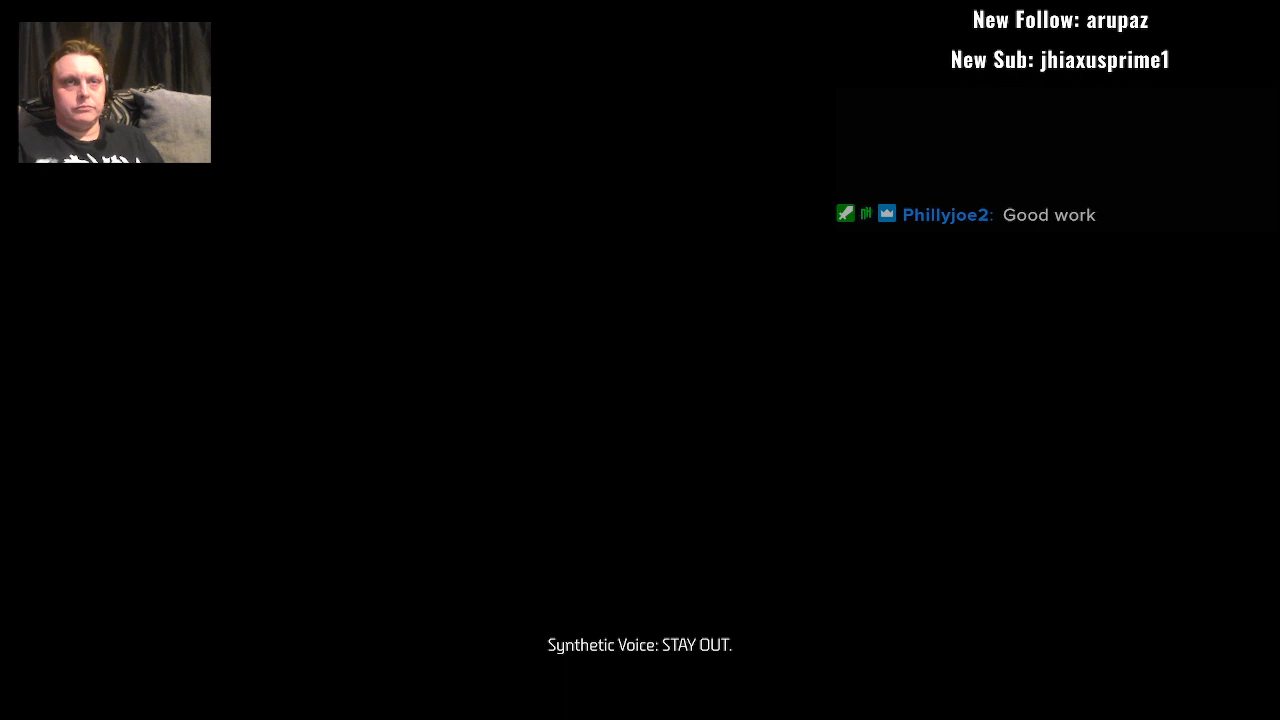 New Follow: arupaz
New Sub: jhiaxusprime1
Phillyjoe2: Good work
Synthetic Voice: STAY OUT.